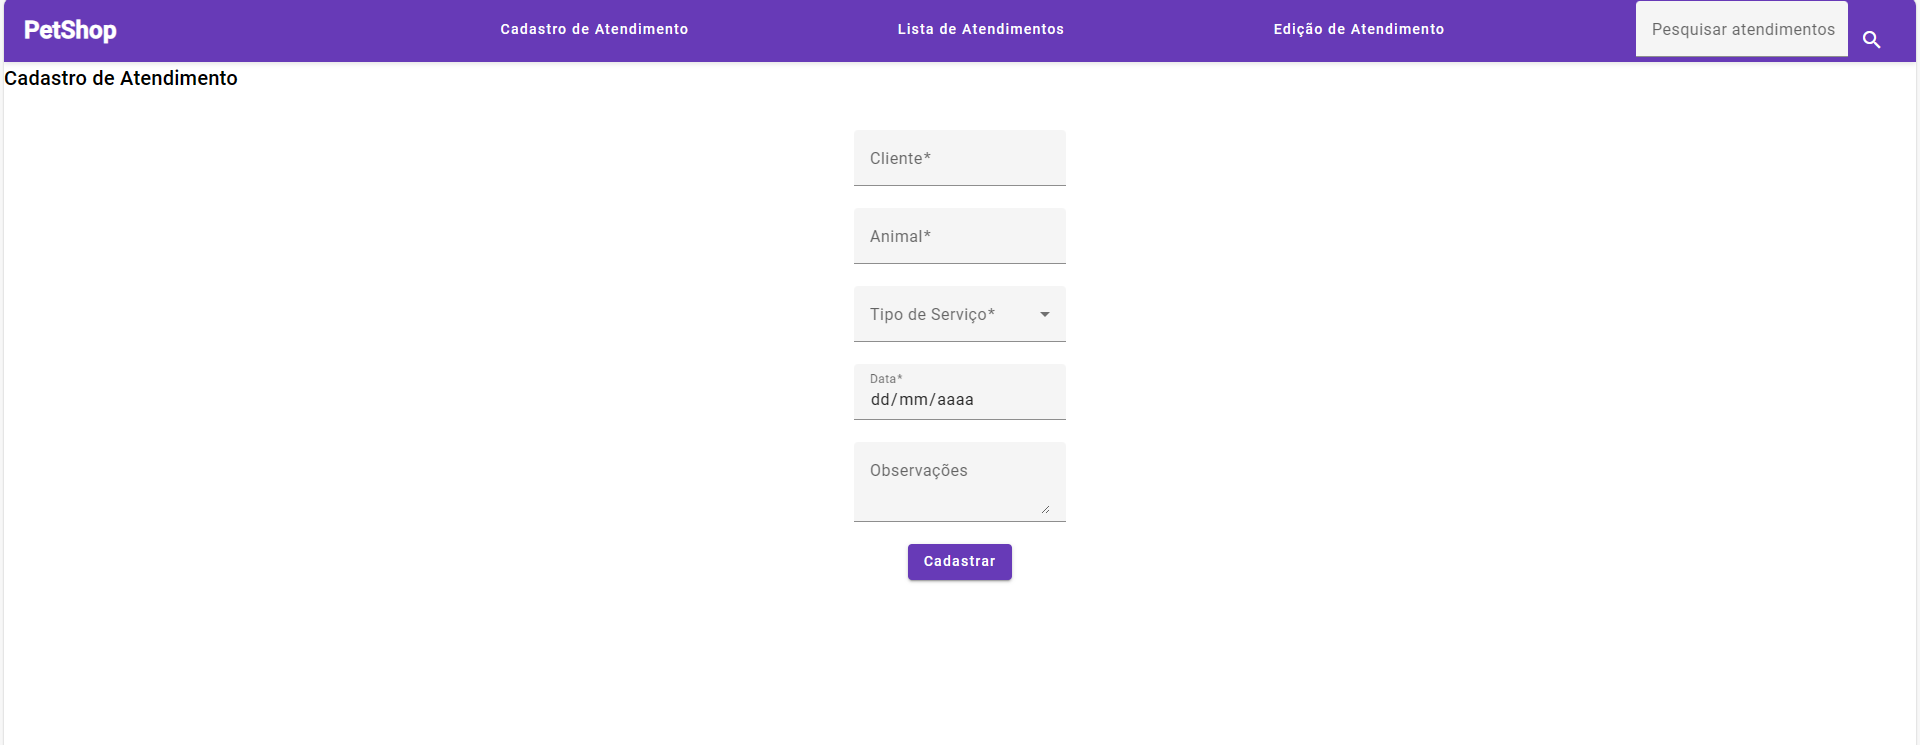 PetShop
Cadastro de Atendimento
Lista de Atendimentos
Edição de Atendimento
Pesquisar atendimentos
Cadastro de Atendimento
Cliente*
Animal*
Tipo de Serviço*
Data*
dd/mm/aaaa
Observações
Cadastrar